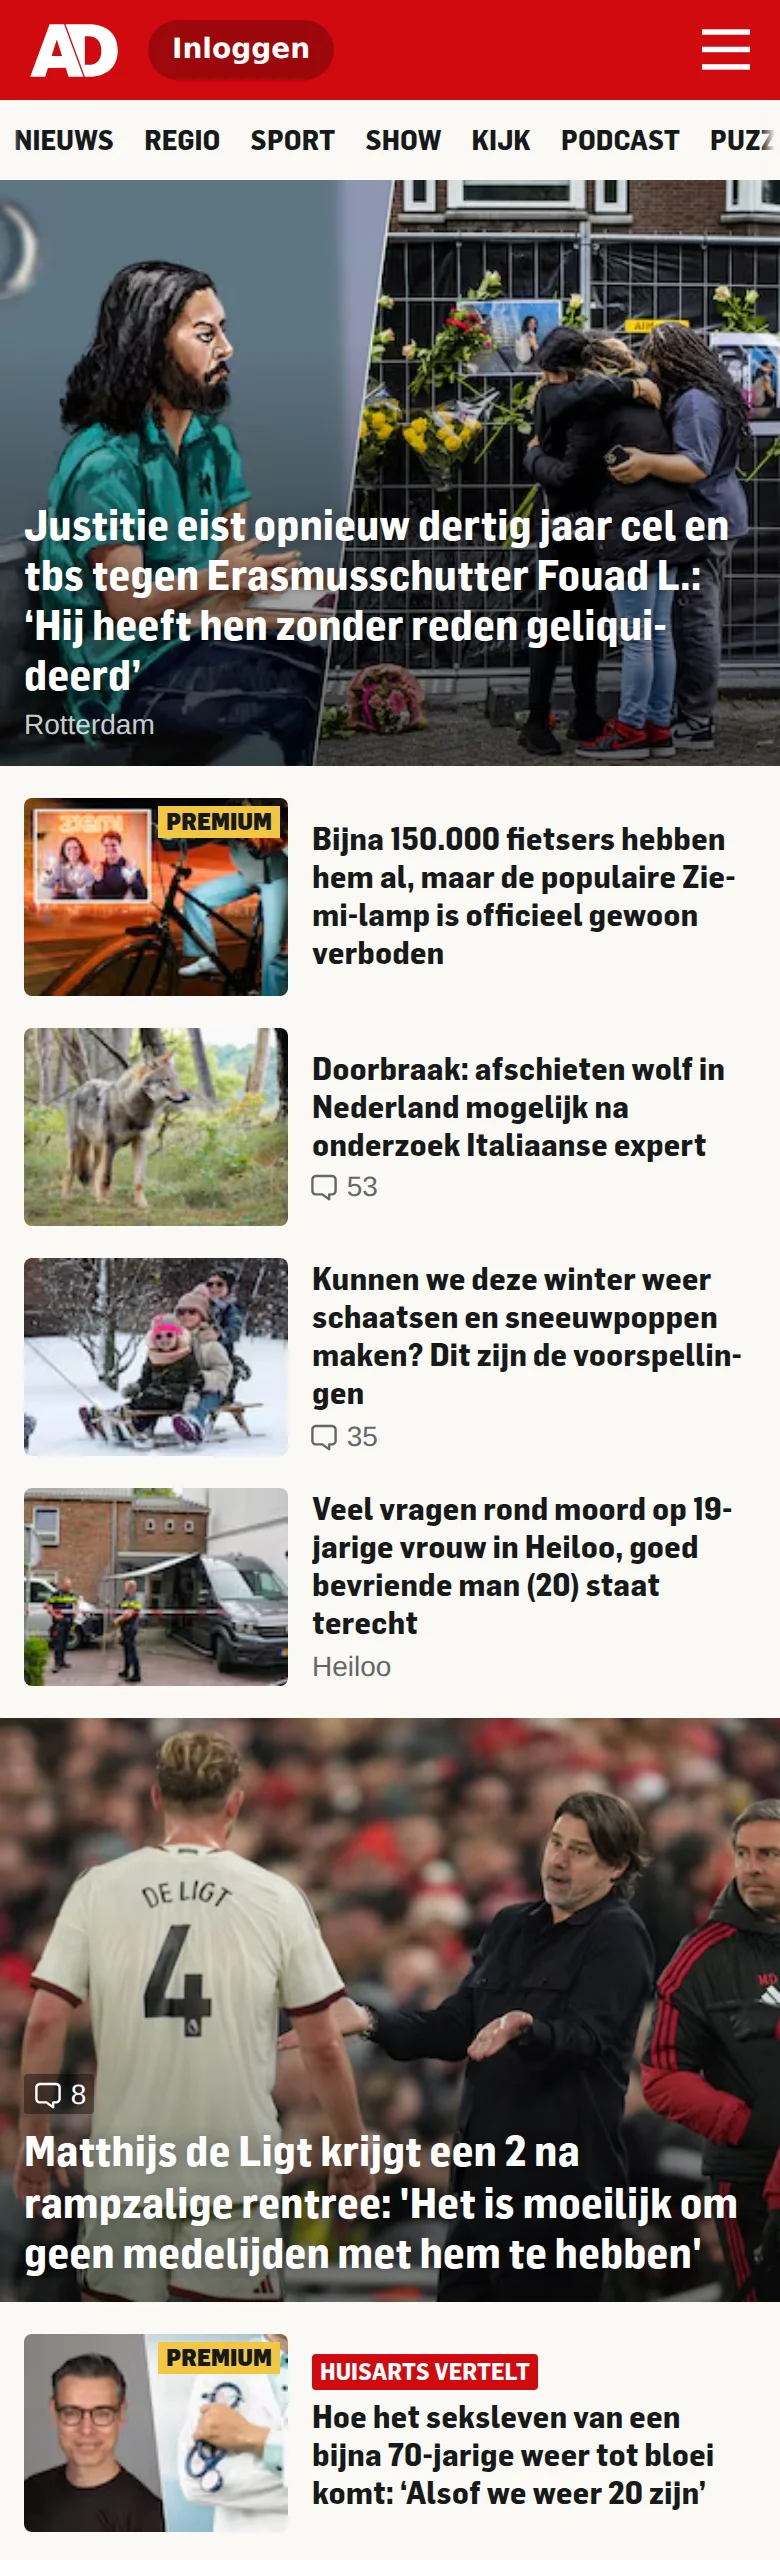 AD Inloggen
NIEUWS REGIO SPORT SHOW KIJK PODCAST PUZZ
Justitie eist opnieuw dertig jaar cel en
tbs tegen Erasmusschutter Fouad L.:
‘Hij heeft hen zonder reden geliqui-
deerd’
Rotterdam
ziemi
PREMIUM
Bijna 150.000 fietsers hebben
hem al, maar de populaire Zie-
mi-lamp is officieel gewoon
verboden
Doorbraak: afschieten wolf in
Nederland mogelijk na
onderzoek Italiaanse expert
53
Kunnen we deze winter weer
schaatsen en sneeuwpoppen
maken? Dit zijn de voorspellin-
gen
35
Veel vragen rond moord op 19-
jarige vrouw in Heiloo, goed
bevriende man (20) staat
terecht
Heiloo
DE LIGT
4
MD
8
Matthijs de Ligt krijgt een 2 na
rampzalige rentree: 'Het is moeilijk om
geen medelijden met hem te hebben'
PREMIUM
HUISARTS VERTELT
Hoe het seksleven van een
bijna 70-jarige weer tot bloei
komt: ‘Alsof we weer 20 zijn’